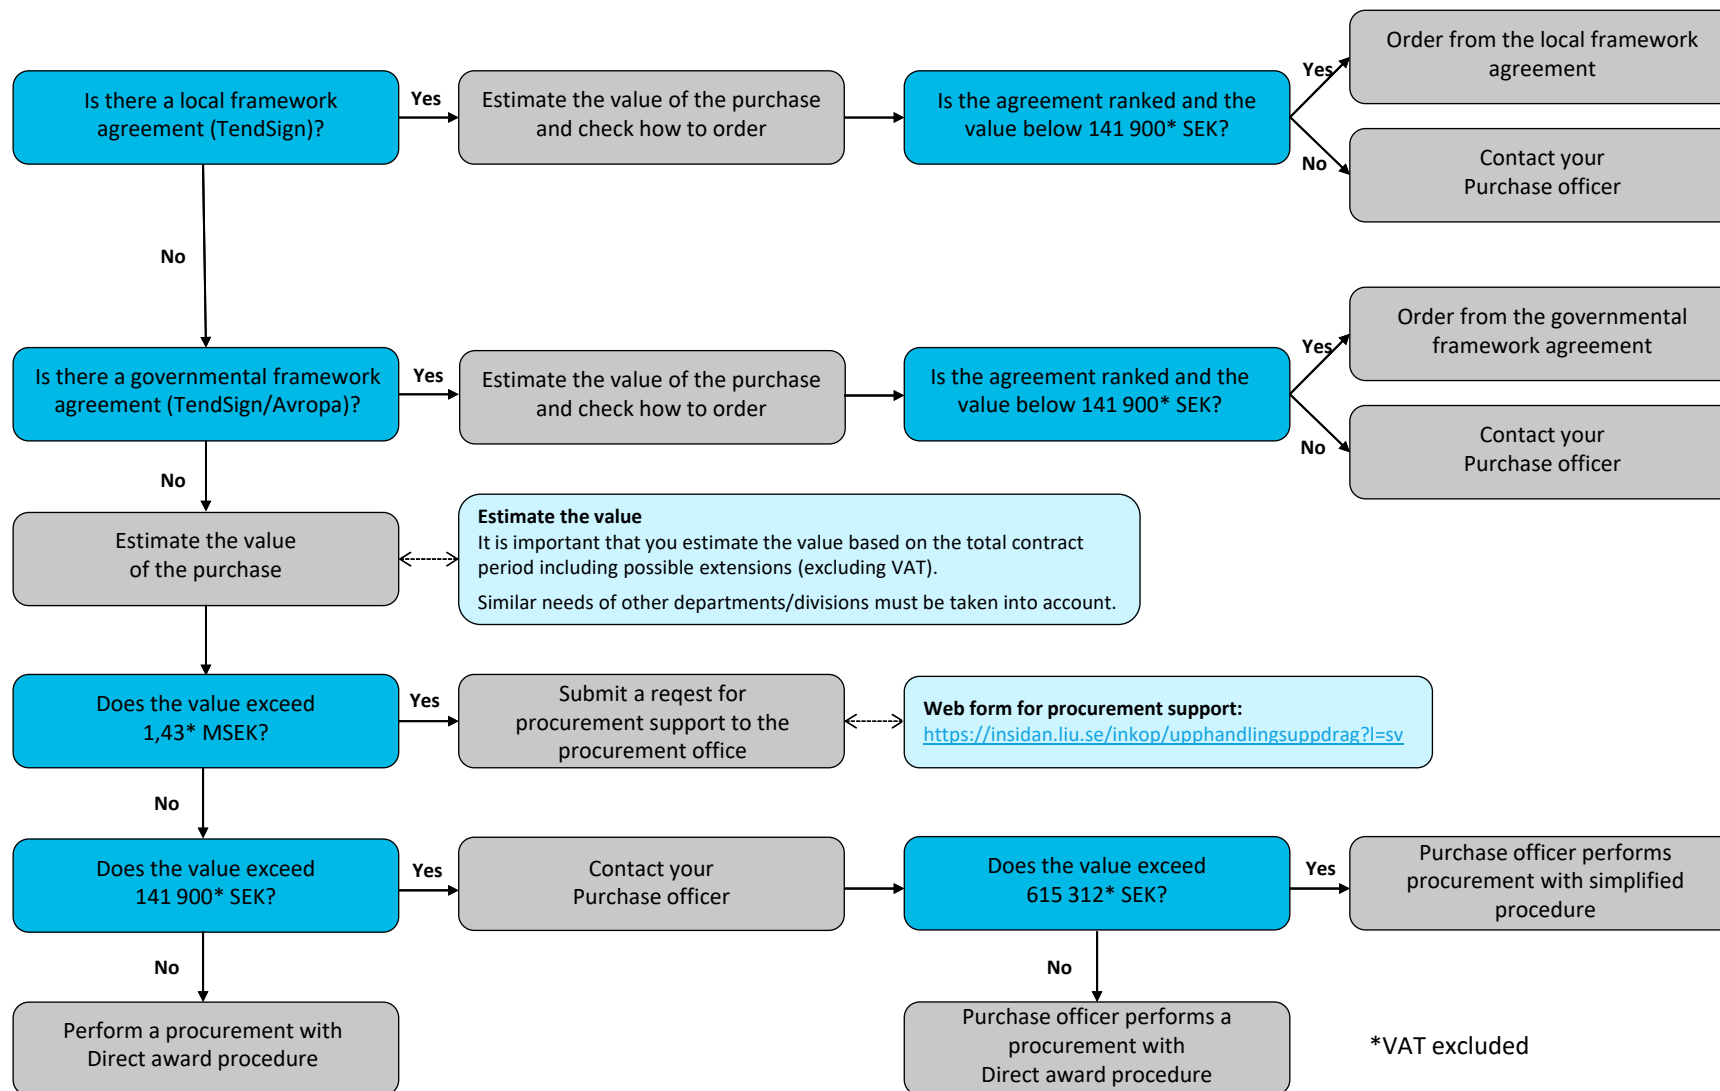 Is there a local framework
agreement (TendSign)?
Yes
Estimate the value of the purchase
and check how to order
Is the agreement ranked and the
value below 141 900* SEK?
Yes
Order from the local framework
agreement
No
Contact your
Purchase officer
No
Is there a governmental framework
agreement (TendSign/Avropa)?
Yes
Estimate the value of the purchase
and check how to order
Is the agreement ranked and the
value below 141 900* SEK?
Yes
Order from the governmental
framework agreement
No
Contact your
Purchase officer
No
Estimate the value
of the purchase
Estimate the value
It is important that you estimate the value based on the total contract
period including possible extensions (excluding VAT).
Similar needs of other departments/divisions must be taken into account.
Does the value exceed
1,43* MSEK?
Yes
Submit a reqest for
procurement support to the
procurement office
Web form for procurement support:
https://insidan.liu.se/inkop/upphandlingsuppdrag?l=sv
No
Does the value exceed
141 900* SEK?
Yes
Contact your
Purchase officer
Does the value exceed
615 312* SEK?
Yes
Purchase officer performs
procurement with simplified
procedure
No
Perform a procurement with
Direct award procedure
No
Purchase officer performs a
procurement with
Direct award procedure
*VAT excluded